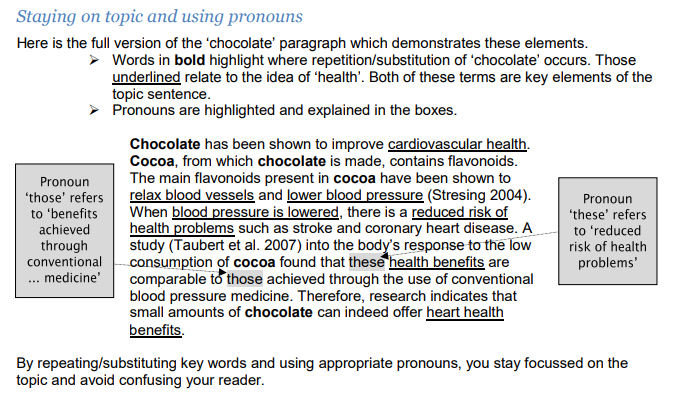 Staying on topic and using pronouns
Here is the full version of the ‘chocolate’ paragraph which demonstrates these elements.
➢ Words in bold highlight where repetition/substitution of ‘chocolate’ occurs. Those
underlined relate to the idea of ‘health’. Both of these terms are key elements of the
topic sentence.
➢ Pronouns are highlighted and explained in the boxes.
Pronoun
‘those’ refers
to ‘benefits
achieved
through
conventional
... medicine’
Chocolate has been shown to improve cardiovascular health.
Cocoa, from which chocolate is made, contains flavonoids.
The main flavonoids present in cocoa have been shown to
relax blood vessels and lower blood pressure (Stresing 2004).
When blood pressure is lowered, there is a reduced risk of
health problems such as stroke and coronary heart disease. A
study (Taubert et al. 2007) into the body’s response to the low
consumption of cocoa found that these health benefits are
comparable to those achieved through the use of conventional
blood pressure medicine. Therefore, research indicates that
small amounts of chocolate can indeed offer heart health
benefits.
Pronoun
‘these’ refers
to ‘reduced
risk of health
problems’
By repeating/substituting key words and using appropriate pronouns, you stay focussed on the
topic and avoid confusing your reader.